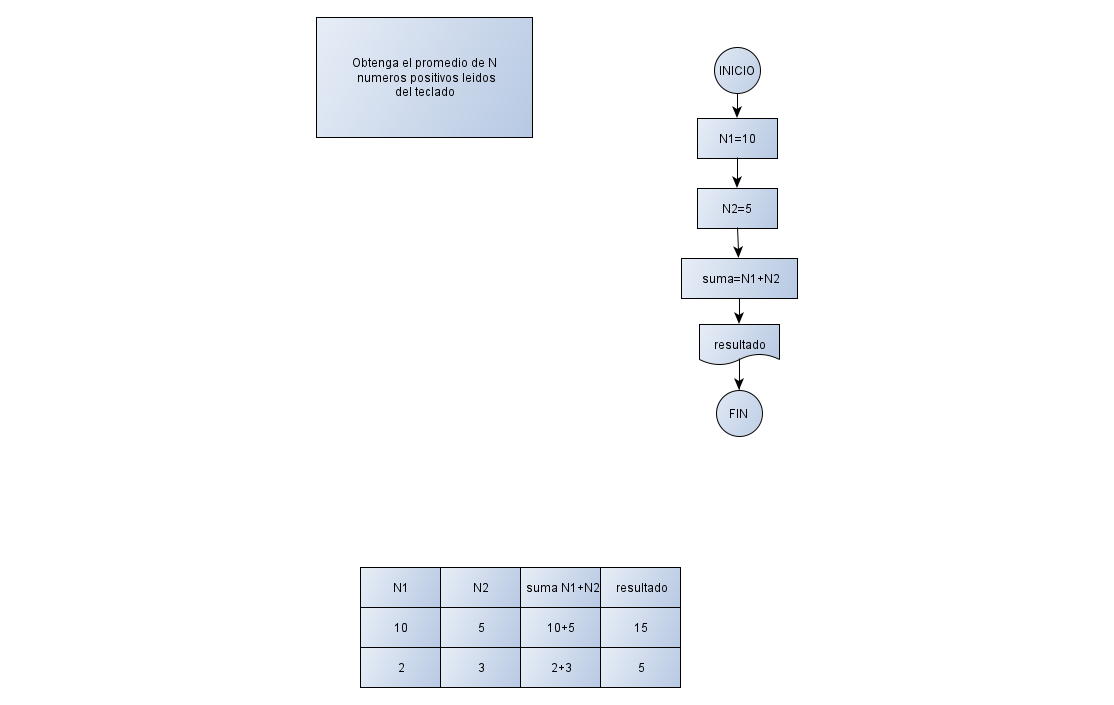 Obtenga el promedio de N
numeros positivos leidos
del teclado
INICIO
N1=10
N2=5
suma=N1+N2
resultado
FIN
N1 N2 suma N1+N2 resultado
10 5 10+5 15
2 3 2+3 5